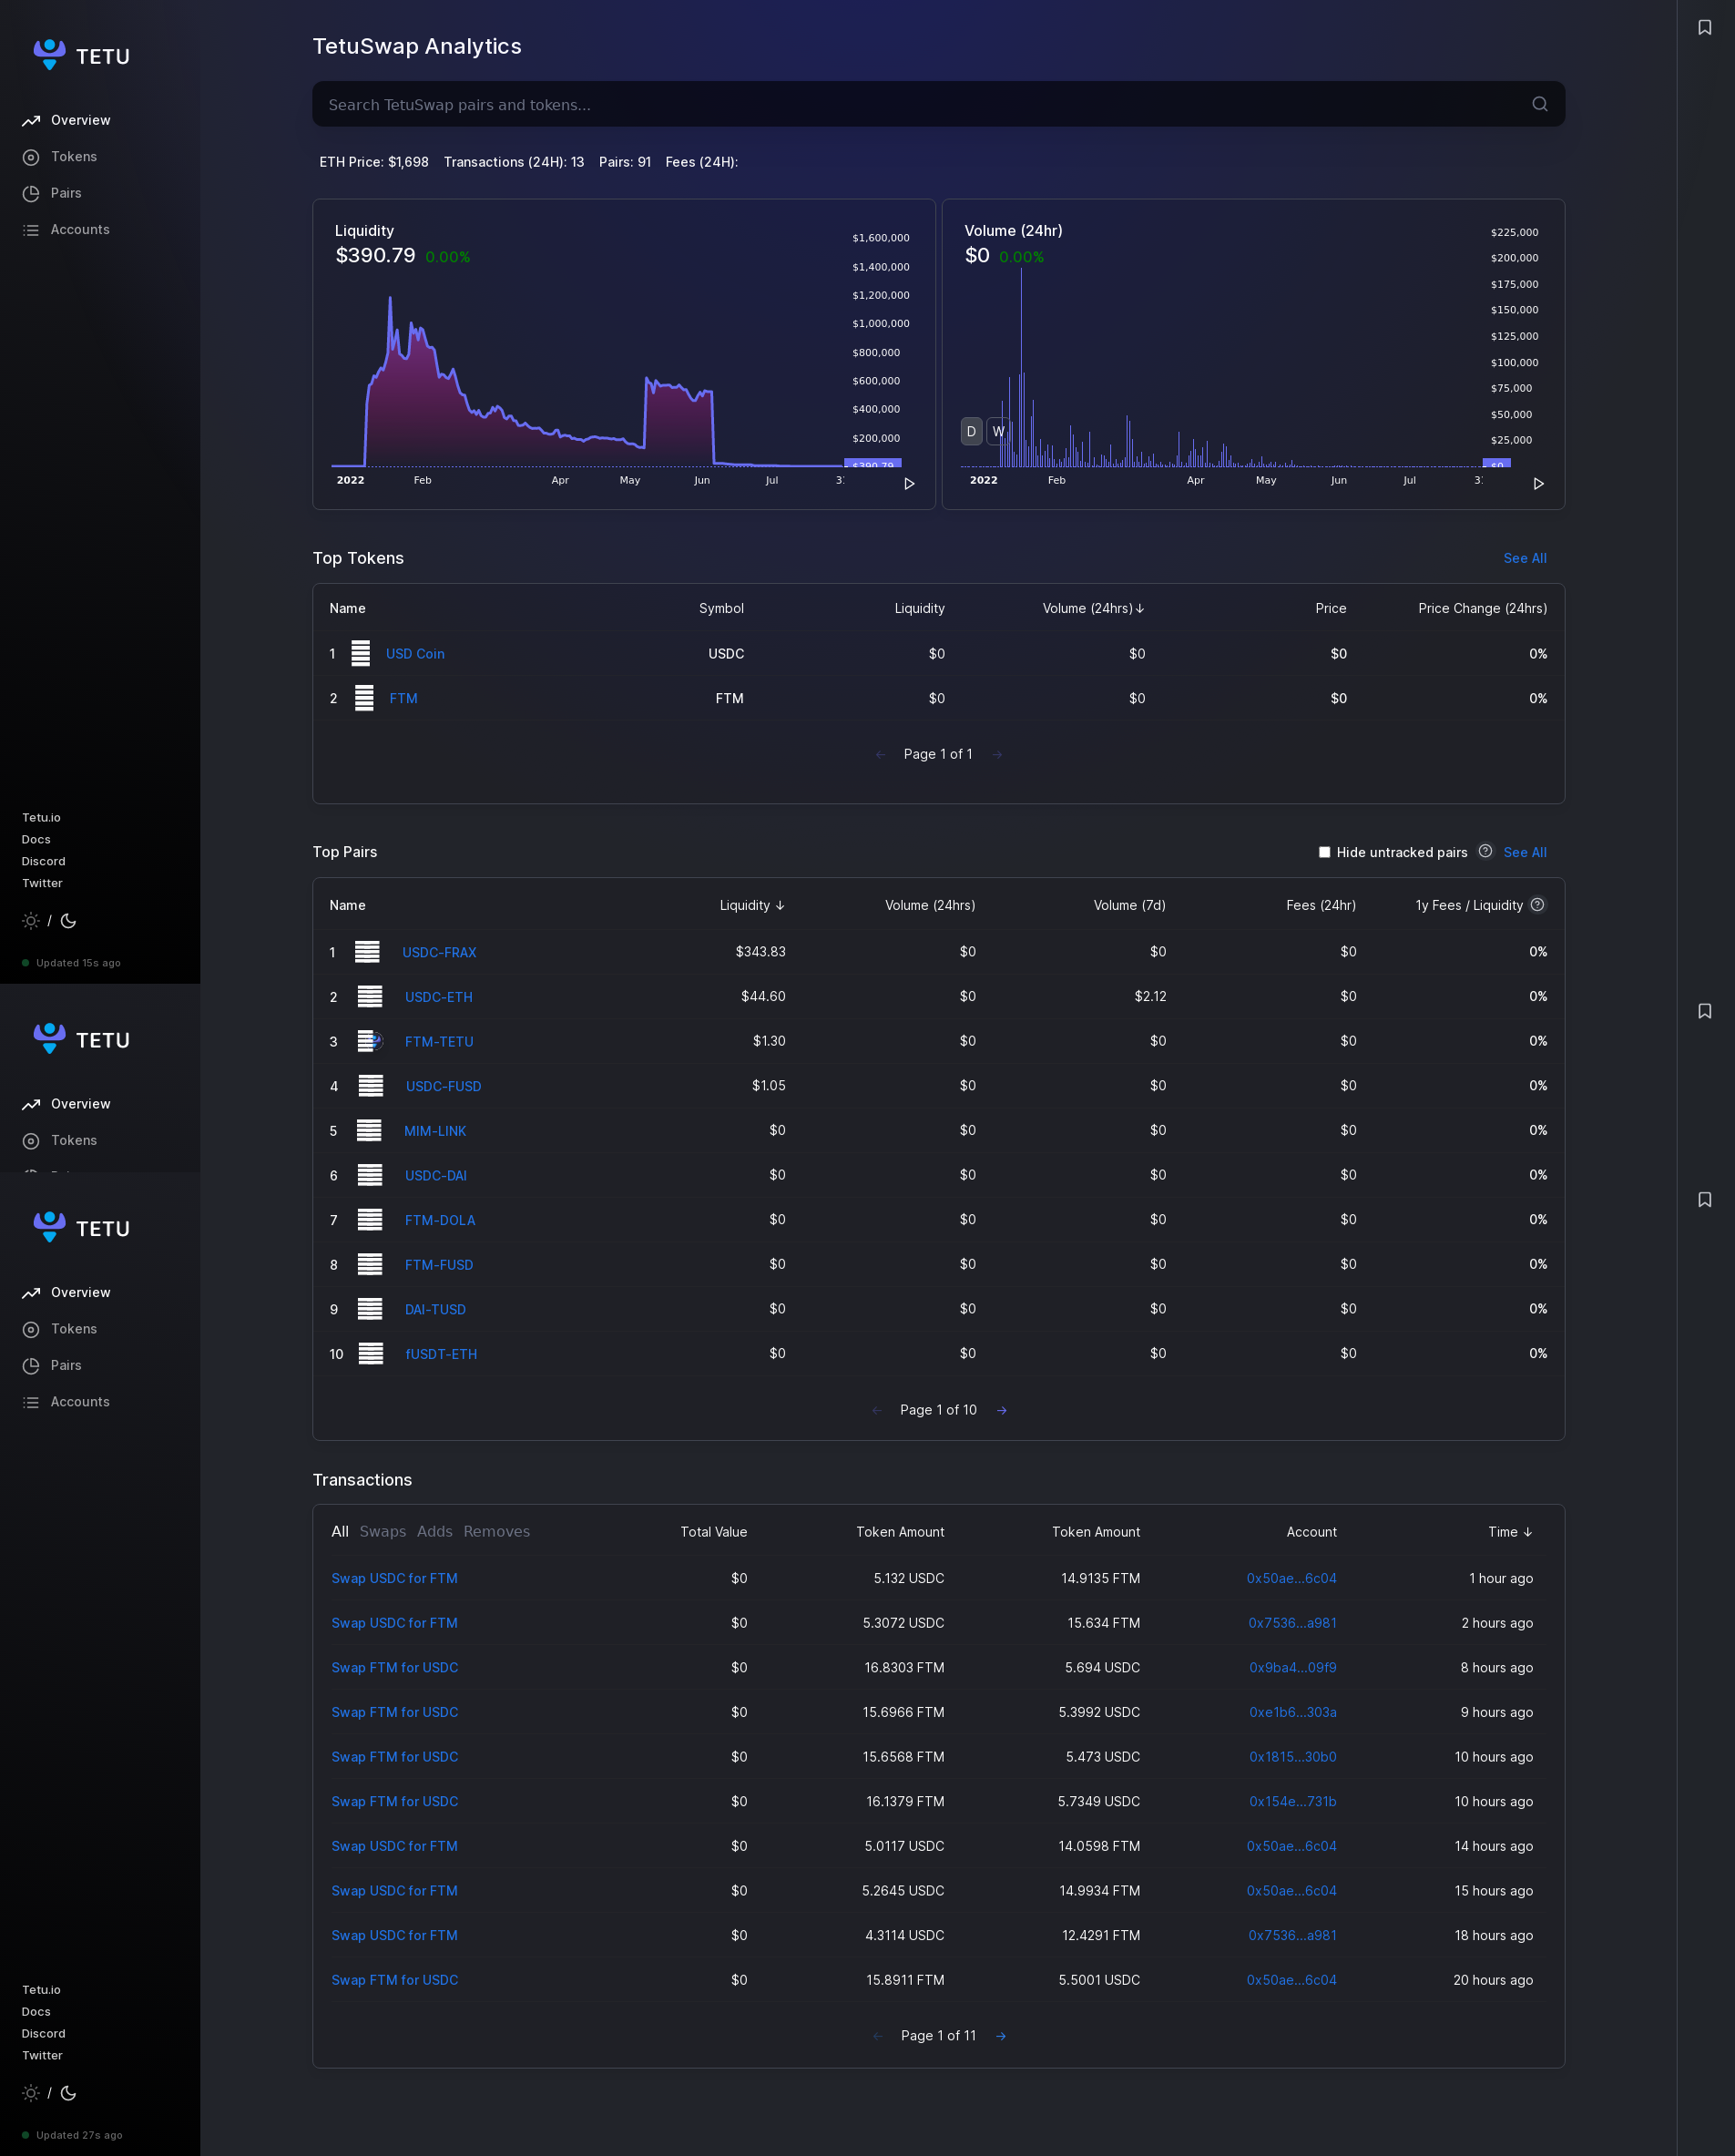 TETU
Overview
Tokens
Pairs
Accounts
Tetu.io
Docs
Discord
Twitter
/
Updated 15s ago
TETU
Overview
Tokens
TETU
Overview
Tokens
Pairs
Accounts
Tetu.io
Docs
Discord
Twitter
/
Updated 27s ago
TetuSwap Analytics
Search TetuSwap pairs and tokens...
ETH Price: $1,698 Transactions (24H): 13 Pairs: 91 Fees (24H):
Liquidity
$390.79 0.00%
$1,600,000
$1,400,000
$1,200,000
$1,000,000
$800,000
$600,000
$400,000
$200,000
$390.79
2022 Feb Apr May Jun Jul
Volume (24hr)
$0 0.00%
$225,000
$200,000
$175,000
$150,000
$125,000
$100,000
$75,000
$50,000
$25,000
$0
D W
2022 Feb Apr May Jun Jul
Top Tokens See All
Name Symbol Liquidity Volume (24hrs)↓ Price Price Change (24hrs)
1 USD Coin USDC $0 $0 $0 0%
2 FTM FTM $0 $0 $0 0%
← Page 1 of 1 →
Top Pairs Hide untracked pairs ? See All
Name Liquidity ↓ Volume (24hrs) Volume (7d) Fees (24hr) 1y Fees / Liquidity ?
1 USDC-FRAX $343.83 $0 $0 $0 0%
2 USDC-ETH $44.60 $0 $2.12 $0 0%
3 FTM-TETU $1.30 $0 $0 $0 0%
4 USDC-FUSD $1.05 $0 $0 $0 0%
5 MIM-LINK $0 $0 $0 $0 0%
6 USDC-DAI $0 $0 $0 $0 0%
7 FTM-DOLA $0 $0 $0 $0 0%
8 FTM-FUSD $0 $0 $0 $0 0%
9 DAI-TUSD $0 $0 $0 $0 0%
10 fUSDT-ETH $0 $0 $0 $0 0%
← Page 1 of 10 →
Transactions
All Swaps Adds Removes Total Value Token Amount Token Amount Account Time ↓
Swap USDC for FTM $0 5.132 USDC 14.9135 FTM 0x50ae...6c04 1 hour ago
Swap USDC for FTM $0 5.3072 USDC 15.634 FTM 0x7536...a981 2 hours ago
Swap FTM for USDC $0 16.8303 FTM 5.694 USDC 0x9ba4...09f9 8 hours ago
Swap FTM for USDC $0 15.6966 FTM 5.3992 USDC 0xe1b6...303a 9 hours ago
Swap FTM for USDC $0 15.6568 FTM 5.473 USDC 0x1815...30b0 10 hours ago
Swap FTM for USDC $0 16.1379 FTM 5.7349 USDC 0x154e...731b 10 hours ago
Swap USDC for FTM $0 5.0117 USDC 14.0598 FTM 0x50ae...6c04 14 hours ago
Swap USDC for FTM $0 5.2645 USDC 14.9934 FTM 0x50ae...6c04 15 hours ago
Swap USDC for FTM $0 4.3114 USDC 12.4291 FTM 0x7536...a981 18 hours ago
Swap FTM for USDC $0 15.8911 FTM 5.5001 USDC 0x50ae...6c04 20 hours ago
← Page 1 of 11 →